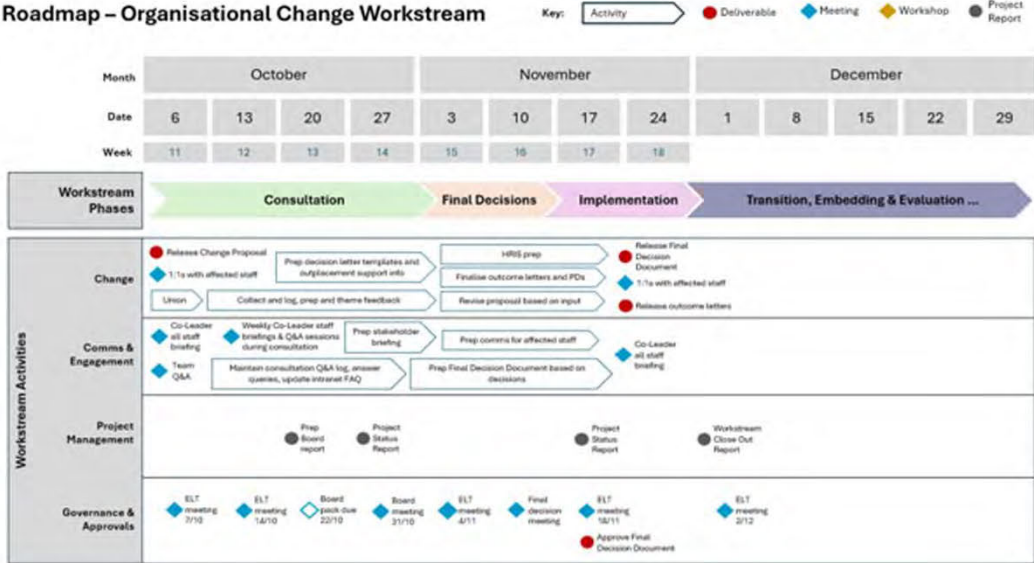 Roadmap – Organisational Change Workstream
Key:
Activity
Deliverable
Meeting
Workshop
Project
Report
Month
October
November
December
Date
6
13
20
27
3
10
17
24
1
8
15
22
29
Week
11
12
13
14
15
16
17
18
Workstream
Phases
Consultation
Final Decisions
Implementation
Transition, Embedding & Evaluation ...
Workstream Activities
Change
Release Change Proposal
1:1s with affected staff
Union
Prep decision letter templates and
outplacement support info
Collect and log, prep and theme feedback
HRIS prep
Finalise outcome letters and PDs
Revise proposal based on input
Release Final
Decision
Document
1:1s with affected staff
Release outcome letters
Comms &
Engagement
Co-Leader
all staff
briefing
Team
Q&A
Weekly Co-Leader staff
briefings & Q&A sessions
during consultation
Prep stakeholder
briefing
Maintain consultation Q&A log, answer
queries, update intranet FAQ
Prep comms for affected staff
Prep Final Decision Document based on
decisions
Co-Leader
all staff
briefing
Project
Management
Prep
Board
report
Project
Status
Report
Project
Status
Report
Workstream
Close Out
Report
Governance &
Approvals
ELT
meeting
7/10
ELT
meeting
14/10
Board
pack due
22/10
Board
meeting
31/10
ELT
meeting
4/11
Final
decision
meeting
ELT
meeting
18/11
Approve Final
Decision Document
ELT
meeting
2/12